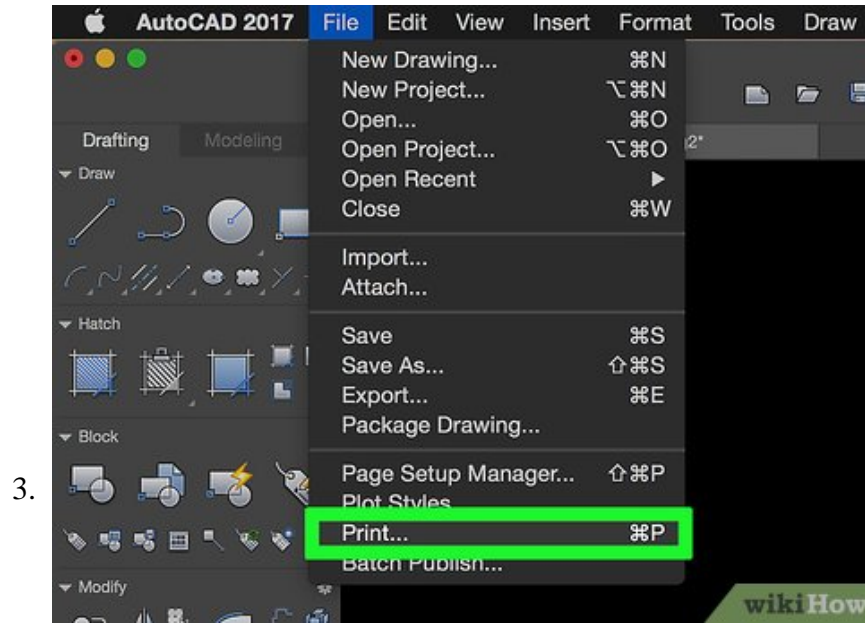 AutoCAD 2017 File Edit View Insert Format Tools Draw
New Drawing... ⌘N
New Project... ⌥⌘N
Open... ⌘O
Open Project... ⌥⌘O
Open Recent ▶
Close ⌘W
Import...
Attach...
Save ⌘S
Save As... ⇧⌘S
Export... ⌘E
Package Drawing...
Page Setup Manager... ⇧⌘P
Plot Styles
Print... ⌘P
Batch Publish...
Drafting Modeling
Draw
Hatch
Block
Modify
2*
3.
wikiHow